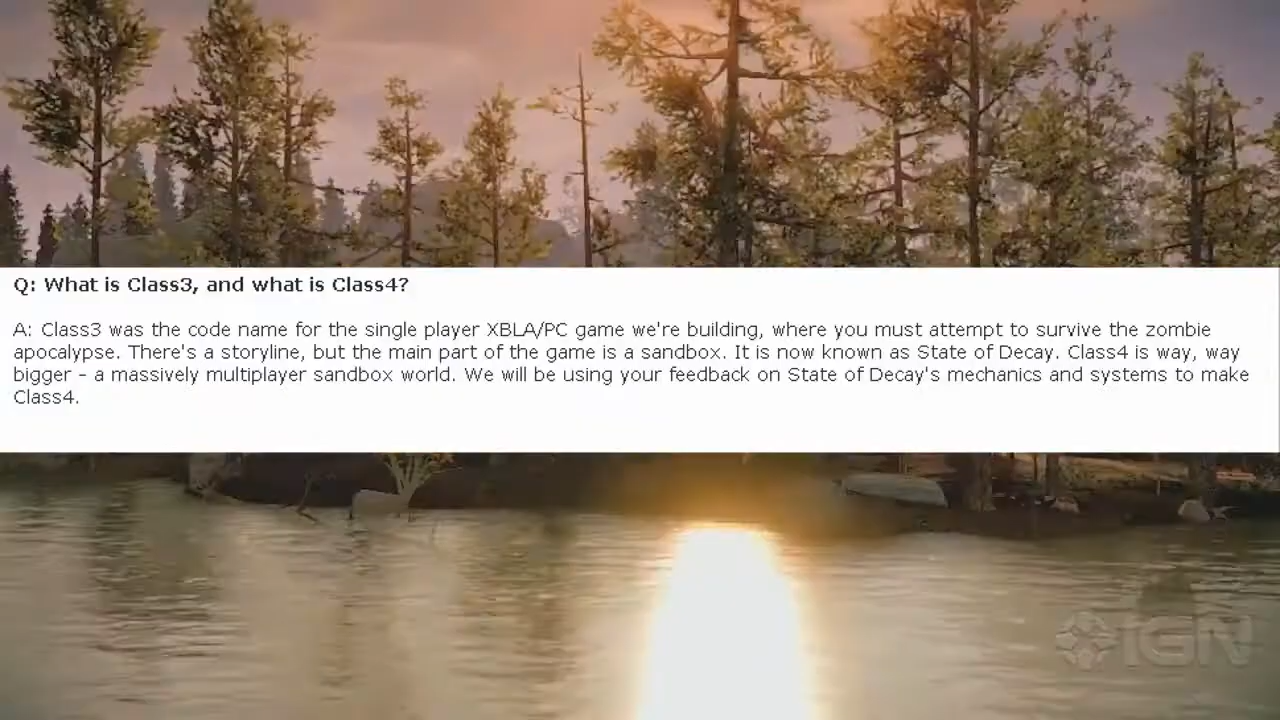 Q: What is Class3, and what is Class4?
A: Class3 was the code name for the single player XBLA/PC game we're building, where you must attempt to survive the zombie
apocalypse. There's a storyline, but the main part of the game is a sandbox. It is now known as State of Decay. Class4 is way, way
bigger – a massively multiplayer sandbox world. We will be using your feedback on State of Decay's mechanics and systems to make
Class4.
IGN